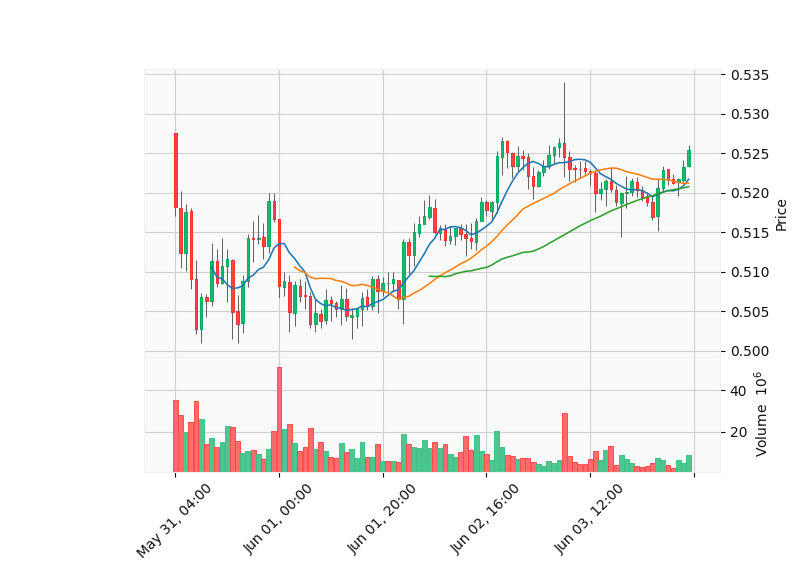 0.535
0.530
0.525
0.520
0.515
0.510
0.505
0.500
Price
40
20
Volume 10^6
May 31, 04:00
Jun 01, 00:00
Jun 01, 20:00
Jun 02, 16:00
Jun 03, 12:00